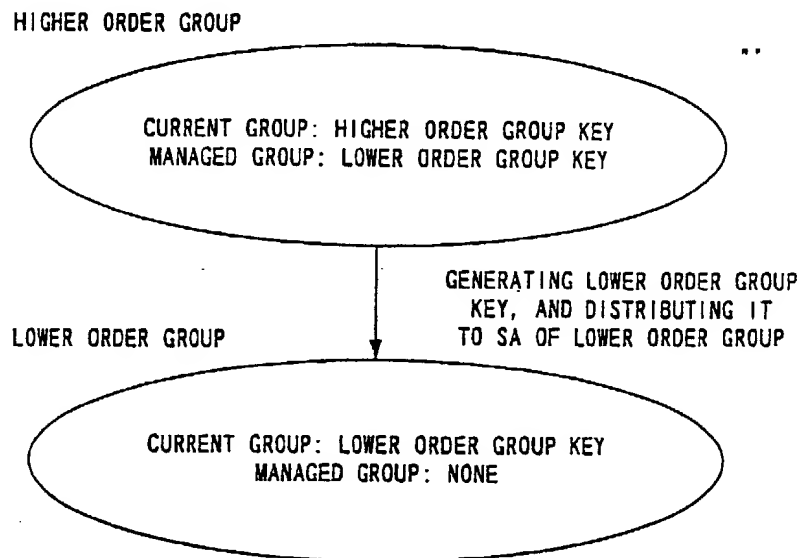 HIGHER ORDER GROUP
CURRENT GROUP: HIGHER ORDER GROUP KEY
MANAGED GROUP: LOWER ORDER GROUP KEY
GENERATING LOWER ORDER GROUP
KEY, AND DISTRIBUTING IT
TO SA OF LOWER ORDER GROUP
LOWER ORDER GROUP
CURRENT GROUP: LOWER ORDER GROUP KEY
MANAGED GROUP: NONE